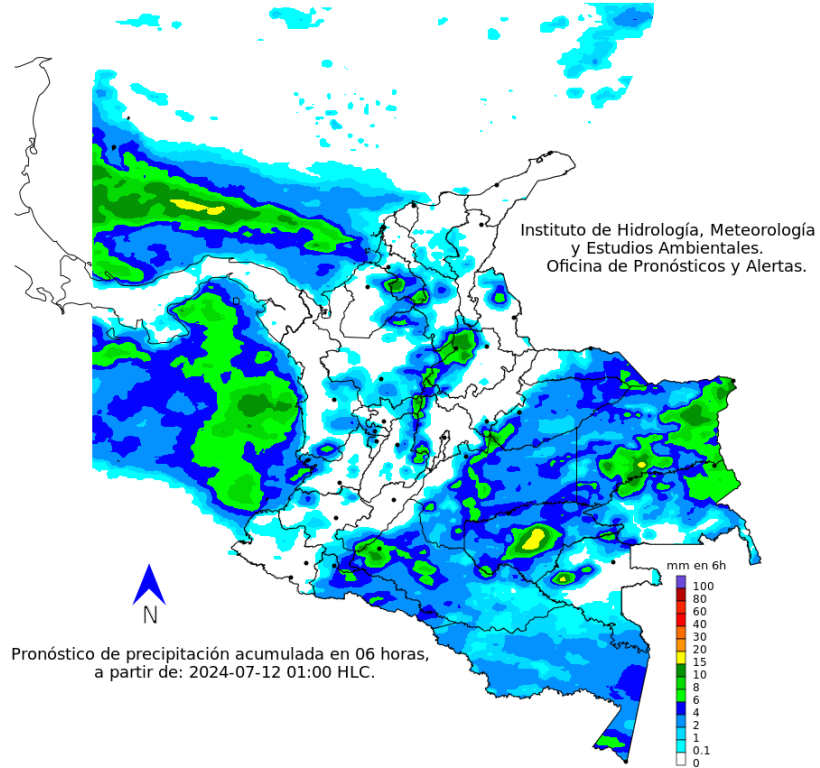 Instituto de Hidrología, Meteorología
y Estudios Ambientales.
Oficina de Pronósticos y Alertas.
N
mm en 6h
100
80
60
40
30
20
15
10
8
6
4
2
1
0.1
0
Pronóstico de precipitación acumulada en 06 horas,
a partir de: 2024-07-12 01:00 HLC.